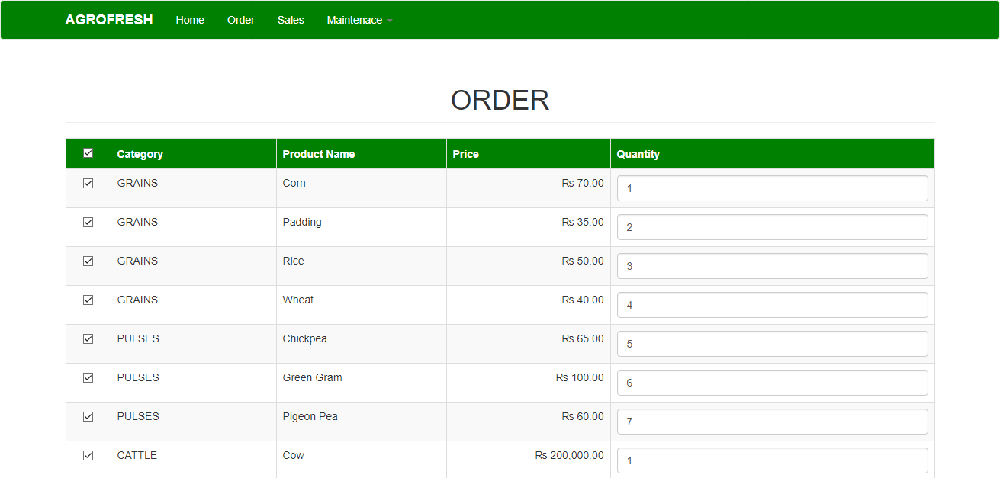 AGROFRESH Home Order Sales Maintenace
ORDER
Category Product Name Price Quantity
GRAINS Corn Rs 70.00 1
GRAINS Padding Rs 35.00 2
GRAINS Rice Rs 50.00 3
GRAINS Wheat Rs 40.00 4
PULSES Chickpea Rs 65.00 5
PULSES Green Gram Rs 100.00 6
PULSES Pigeon Pea Rs 60.00 7
CATTLE Cow Rs 200,000.00 1